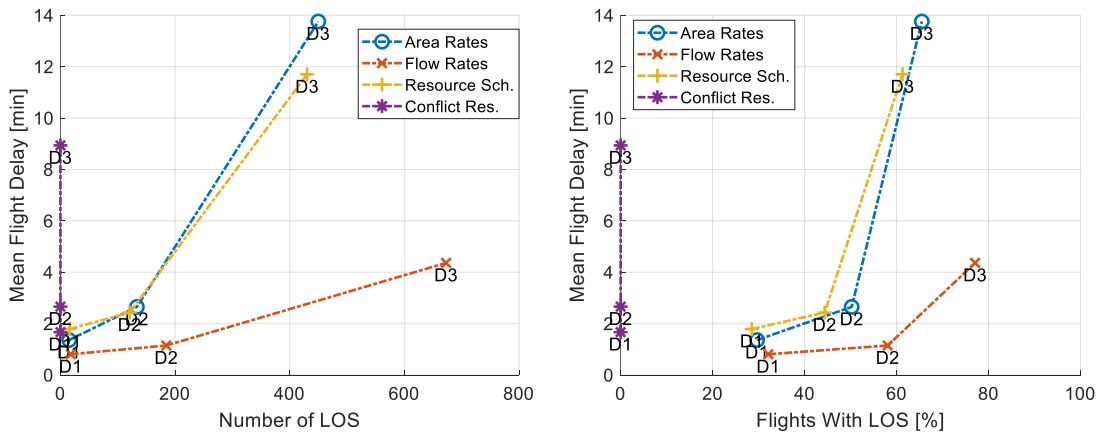 14
12
10
8
6
4
2
0
Mean Flight Delay [min]
Area Rates
Flow Rates
Resource Sch.
Conflict Res.
D3
D3
D3
D3
D2
D2
D2
D2
D1
D1
D1
D1
0
200
400
600
800
Number of LOS
14
12
10
8
6
4
2
0
Mean Flight Delay [min]
Area Rates
Flow Rates
Resource Sch.
Conflict Res.
D3
D3
D3
D3
D2
D2
D2
D2
D1
D1
D1
D1
0
20
40
60
80
100
Flights With LOS [%]